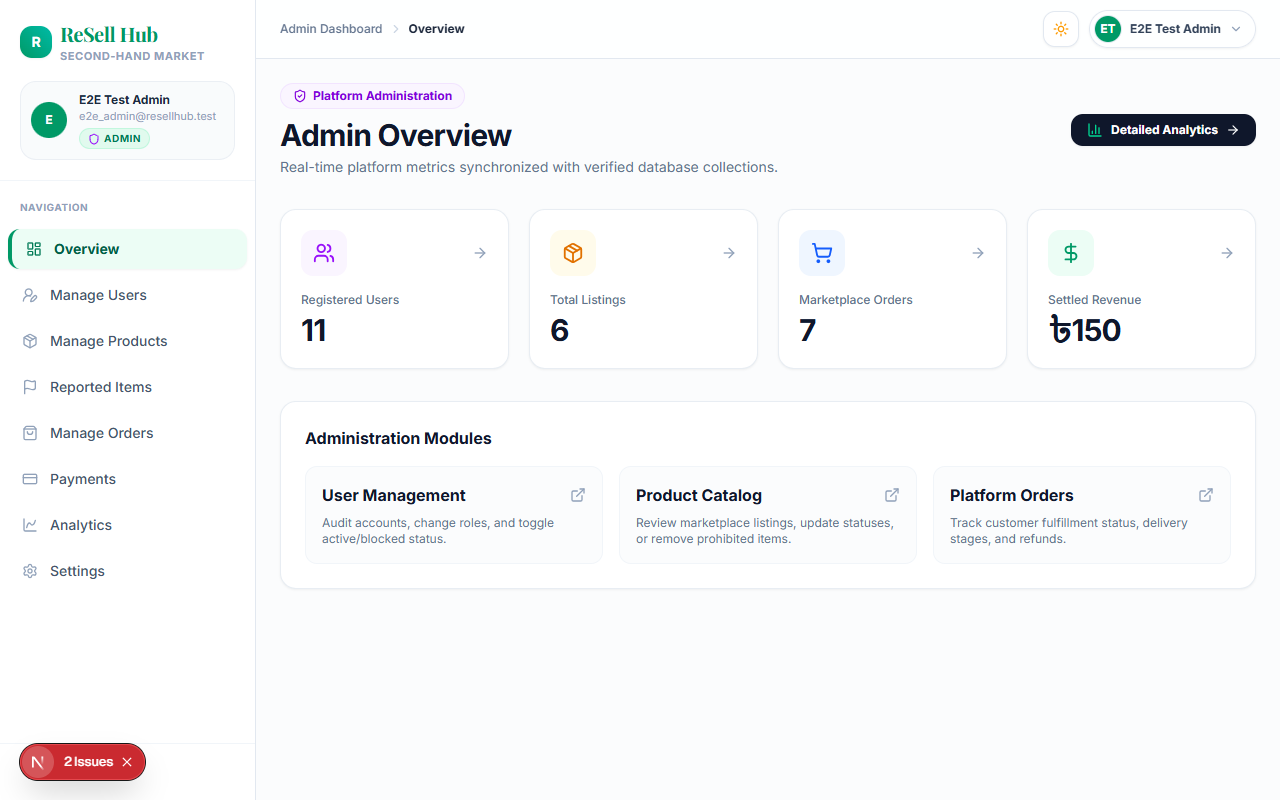 R
ReSell Hub
SECOND-HAND MARKET
E
E2E Test Admin
e2e_admin@resellhub.test
ADMIN
NAVIGATION
Overview
Manage Users
Manage Products
Reported Items
Manage Orders
Payments
Analytics
Settings
N
2 Issues
Admin Dashboard
Overview
ET
E2E Test Admin
Platform Administration
Admin Overview
Real-time platform metrics synchronized with verified database collections.
Detailed Analytics
Registered Users
11
Total Listings
6
Marketplace Orders
7
Settled Revenue
৳150
Administration Modules
User Management
Audit accounts, change roles, and toggle
active/blocked status.
Product Catalog
Review marketplace listings, update statuses,
or remove prohibited items.
Platform Orders
Track customer fulfillment status, delivery
stages, and refunds.